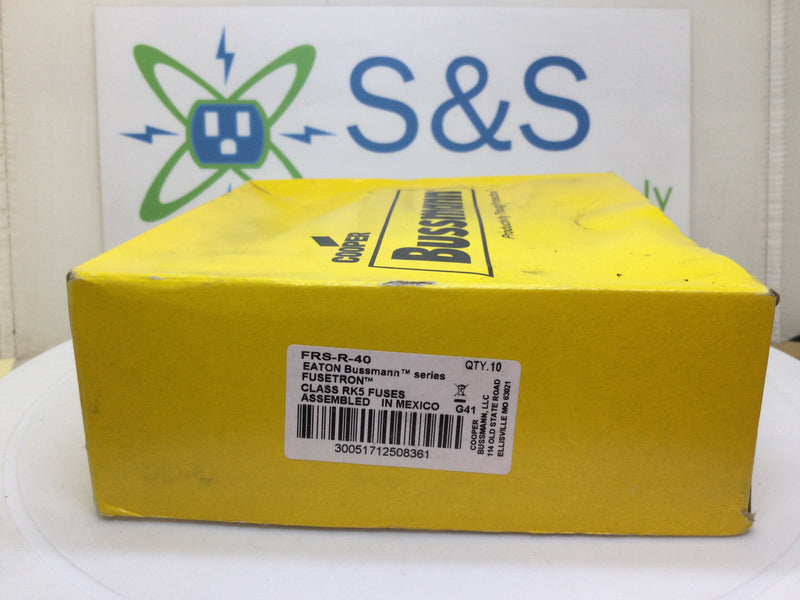 S&S
ly
COOPER
BUSSMANN
FRS-R-40
QTY.10
EATON Bussmann™ series
FUSETRON™
CLASS RK5 FUSES
ASSEMBLED IN MEXICO
G41
30051712508361
COOPER
BUSSMANN, LLC
114 OLD STATE ROAD
ELLISVILLE MO 63021